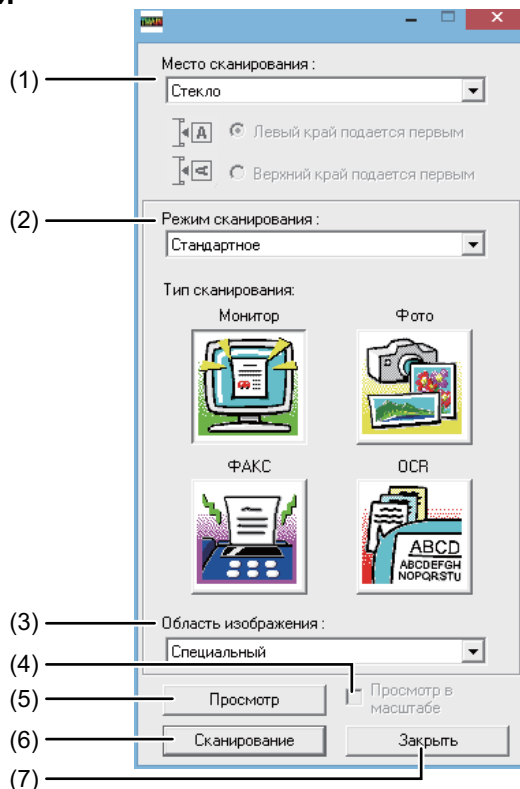 и
TWAIN
(1)
Место сканирования :
Стекло
A
Левый край подается первым
A
Верхний край подается первым
(2)
Режим сканирования :
Стандартное
Тип сканирования:
Монитор
Фото
ФАКС
OCR
ABCD
ABCDEFGH
NOPQRSTU
(3)
Область изображения :
Специальный
(4)
(5)
Просмотр
Просмотр в
масштабе
(6)
Сканирование
Закрыть
(7)